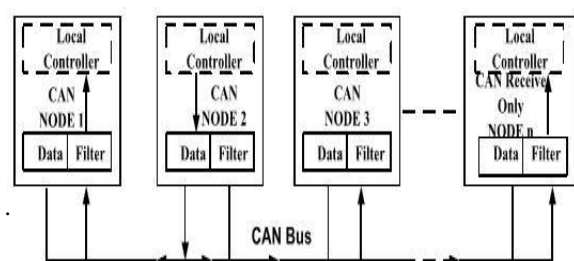 Local
Controller
CAN
NODE 1
Data Filter
Local
Controller
CAN
NODE 2
Data Filter
Local
Controller
CAN
NODE 3
Data Filter
Local
Controller
CAN Receive
Only
NODE n
Data Filter
CAN Bus